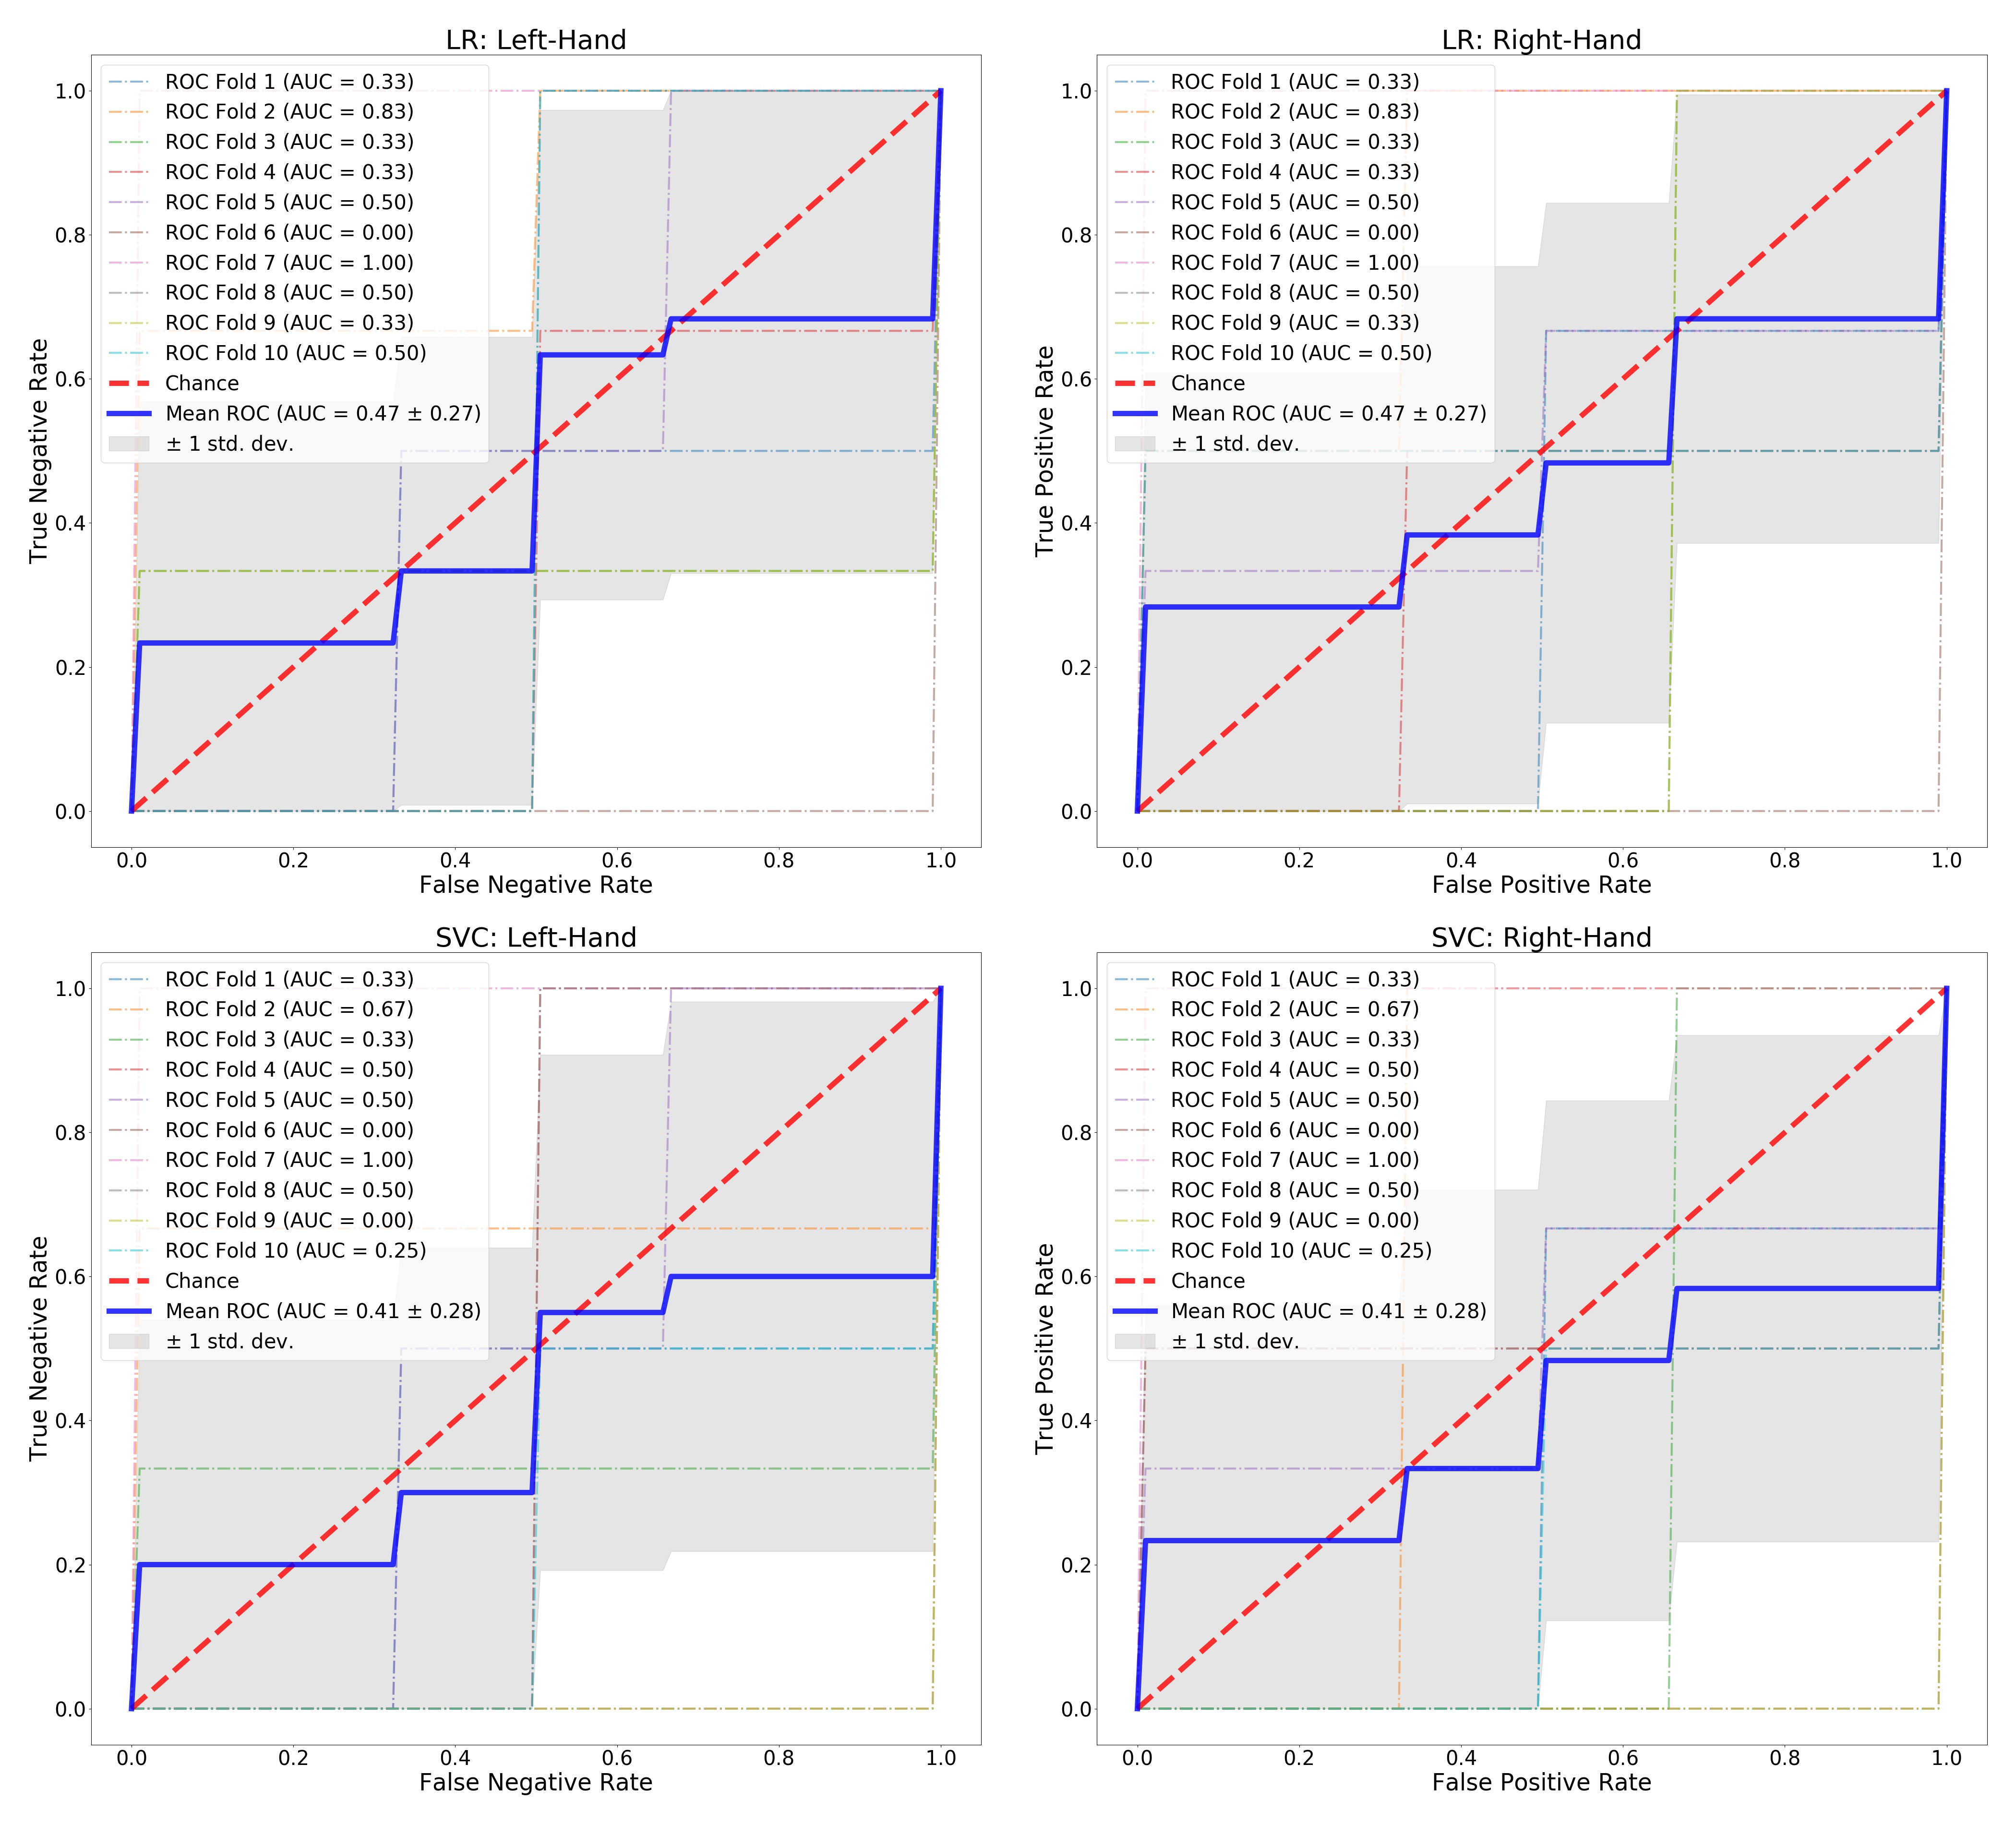 LR: Left-Hand
ROC Fold 1 (AUC = 0.33)
ROC Fold 2 (AUC = 0.83)
ROC Fold 3 (AUC = 0.33)
ROC Fold 4 (AUC = 0.33)
ROC Fold 5 (AUC = 0.50)
ROC Fold 6 (AUC = 0.00)
ROC Fold 7 (AUC = 1.00)
ROC Fold 8 (AUC = 0.50)
ROC Fold 9 (AUC = 0.33)
ROC Fold 10 (AUC = 0.50)
Chance
Mean ROC (AUC = 0.47 ± 0.27)
± 1 std. dev.
True Negative Rate
1.0
0.8
0.6
0.4
0.2
0.0
0.0 0.2 0.4 0.6 0.8 1.0
False Negative Rate
LR: Right-Hand
ROC Fold 1 (AUC = 0.33)
ROC Fold 2 (AUC = 0.83)
ROC Fold 3 (AUC = 0.33)
ROC Fold 4 (AUC = 0.33)
ROC Fold 5 (AUC = 0.50)
ROC Fold 6 (AUC = 0.00)
ROC Fold 7 (AUC = 1.00)
ROC Fold 8 (AUC = 0.50)
ROC Fold 9 (AUC = 0.33)
ROC Fold 10 (AUC = 0.50)
Chance
Mean ROC (AUC = 0.47 ± 0.27)
± 1 std. dev.
True Positive Rate
1.0
0.8
0.6
0.4
0.2
0.0
0.0 0.2 0.4 0.6 0.8 1.0
False Positive Rate
SVC: Left-Hand
ROC Fold 1 (AUC = 0.33)
ROC Fold 2 (AUC = 0.67)
ROC Fold 3 (AUC = 0.33)
ROC Fold 4 (AUC = 0.50)
ROC Fold 5 (AUC = 0.50)
ROC Fold 6 (AUC = 0.00)
ROC Fold 7 (AUC = 1.00)
ROC Fold 8 (AUC = 0.50)
ROC Fold 9 (AUC = 0.00)
ROC Fold 10 (AUC = 0.25)
Chance
Mean ROC (AUC = 0.41 ± 0.28)
± 1 std. dev.
True Negative Rate
1.0
0.8
0.6
0.4
0.2
0.0
0.0 0.2 0.4 0.6 0.8 1.0
False Negative Rate
SVC: Right-Hand
ROC Fold 1 (AUC = 0.33)
ROC Fold 2 (AUC = 0.67)
ROC Fold 3 (AUC = 0.33)
ROC Fold 4 (AUC = 0.50)
ROC Fold 5 (AUC = 0.50)
ROC Fold 6 (AUC = 0.00)
ROC Fold 7 (AUC = 1.00)
ROC Fold 8 (AUC = 0.50)
ROC Fold 9 (AUC = 0.00)
ROC Fold 10 (AUC = 0.25)
Chance
Mean ROC (AUC = 0.41 ± 0.28)
± 1 std. dev.
True Positive Rate
1.0
0.8
0.6
0.4
0.2
0.0
0.0 0.2 0.4 0.6 0.8 1.0
False Positive Rate